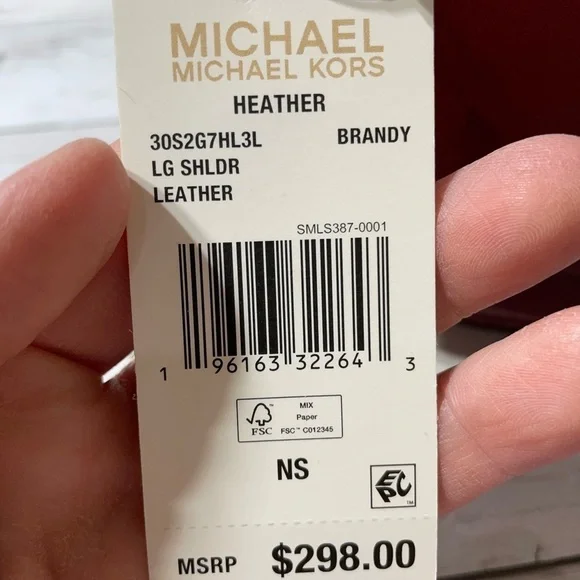 MICHAEL
MICHAEL KORS
HEATHER
30S2G7HL3L BRANDY
LG SHLDR
LEATHER
SMLS387-0001
1 96163 32264 3
FSC
MIX
Paper
FSC™ C012345
NS
EPC™
MSRP $298.00